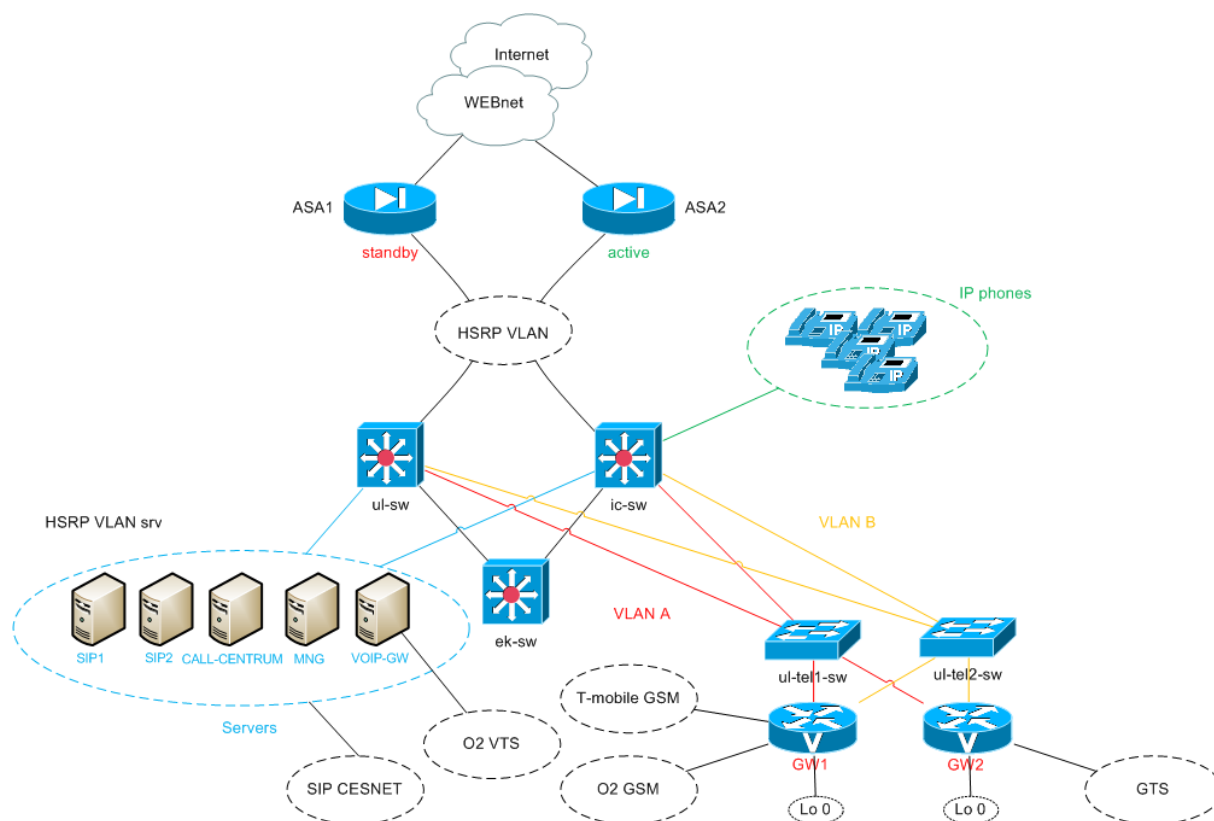 Internet
WEBnet
ASA1
ASA2
standby
active
IP phones
HSRP VLAN
IP
IP
IP
IP
ul-sw
ic-sw
HSRP VLAN srv
VLAN B
VLAN A
ek-sw
SIP1
SIP2
CALL-CENTRUM
MNG
VOIP-GW
ul-tel1-sw
ul-tel2-sw
T-mobile GSM
Servers
O2 VTS
GW1
GW2
SIP CESNET
O2 GSM
GTS
Lo 0
Lo 0